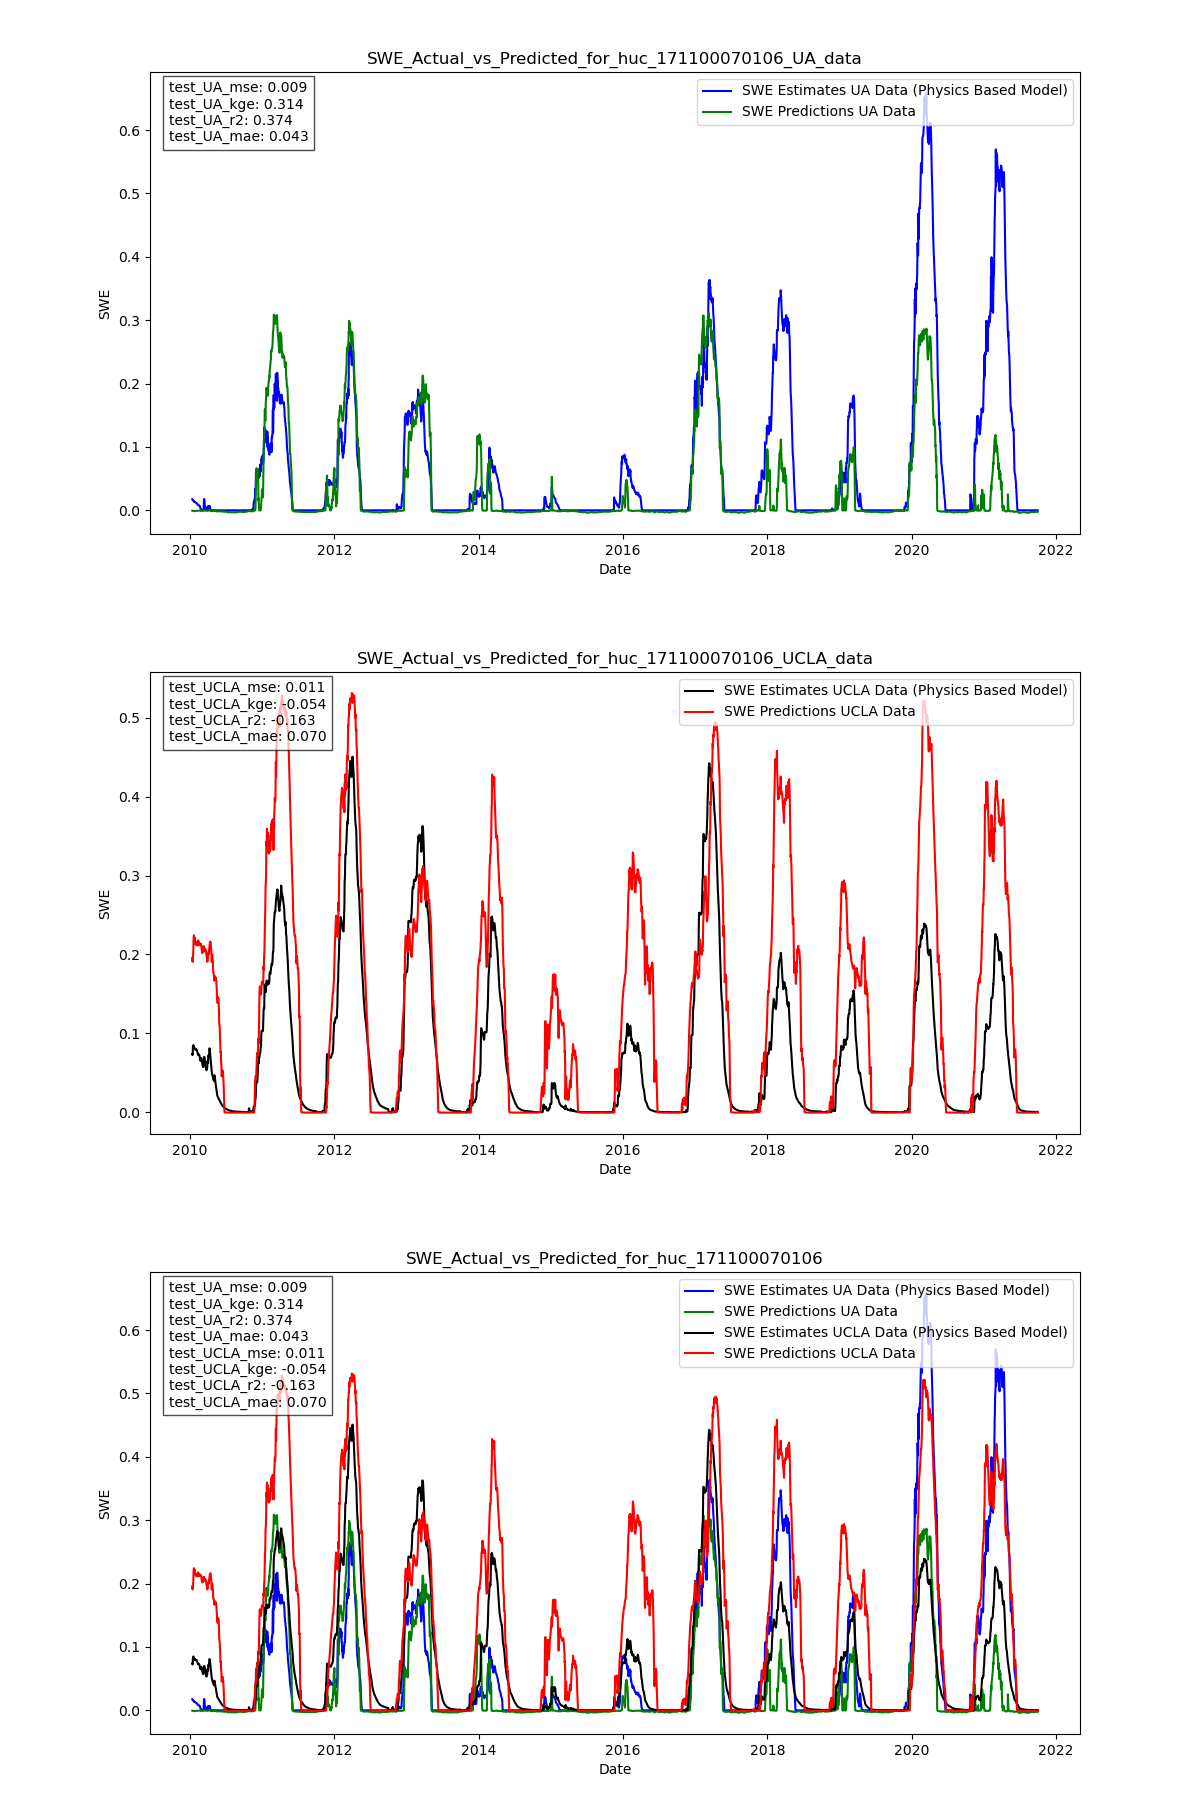 SWE_Actual_vs_Predicted_for_huc_171100070106_UA_data
test_UA_mse: 0.009
test_UA_kge: 0.314
test_UA_r2: 0.374
test_UA_mae: 0.043
SWE Estimates UA Data (Physics Based Model)
SWE Predictions UA Data
0.6
0.5
0.4
0.3
0.2
0.1
0.0
SWE
2010 2012 2014 2016 2018 2020 2022
Date
SWE_Actual_vs_Predicted_for_huc_171100070106_UCLA_data
test_UCLA_mse: 0.011
test_UCLA_kge: -0.054
test_UCLA_r2: -0.163
test_UCLA_mae: 0.070
SWE Estimates UCLA Data (Physics Based Model)
SWE Predictions UCLA Data
0.5
0.4
0.3
0.2
0.1
0.0
SWE
2010 2012 2014 2016 2018 2020 2022
Date
SWE_Actual_vs_Predicted_for_huc_171100070106
test_UA_mse: 0.009
test_UA_kge: 0.314
test_UA_r2: 0.374
test_UA_mae: 0.043
test_UCLA_mse: 0.011
test_UCLA_kge: -0.054
test_UCLA_r2: -0.163
test_UCLA_mae: 0.070
SWE Estimates UA Data (Physics Based Model)
SWE Predictions UA Data
SWE Estimates UCLA Data (Physics Based Model)
SWE Predictions UCLA Data
0.6
0.5
0.4
0.3
0.2
0.1
0.0
SWE
2010 2012 2014 2016 2018 2020 2022
Date